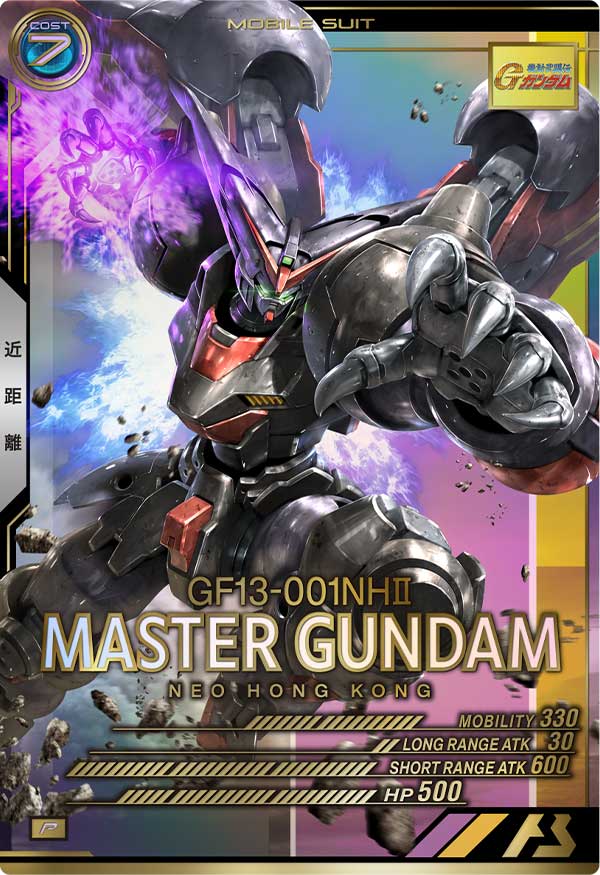 COST
7
MOBILE SUIT
機動武闘伝
Gガンダム
近距離
GF13-001NHⅡ
MASTER GUNDAM
NEO HONG KONG
MOBILITY 330
LONG RANGE ATK 30
SHORT RANGE ATK 600
HP 500
P